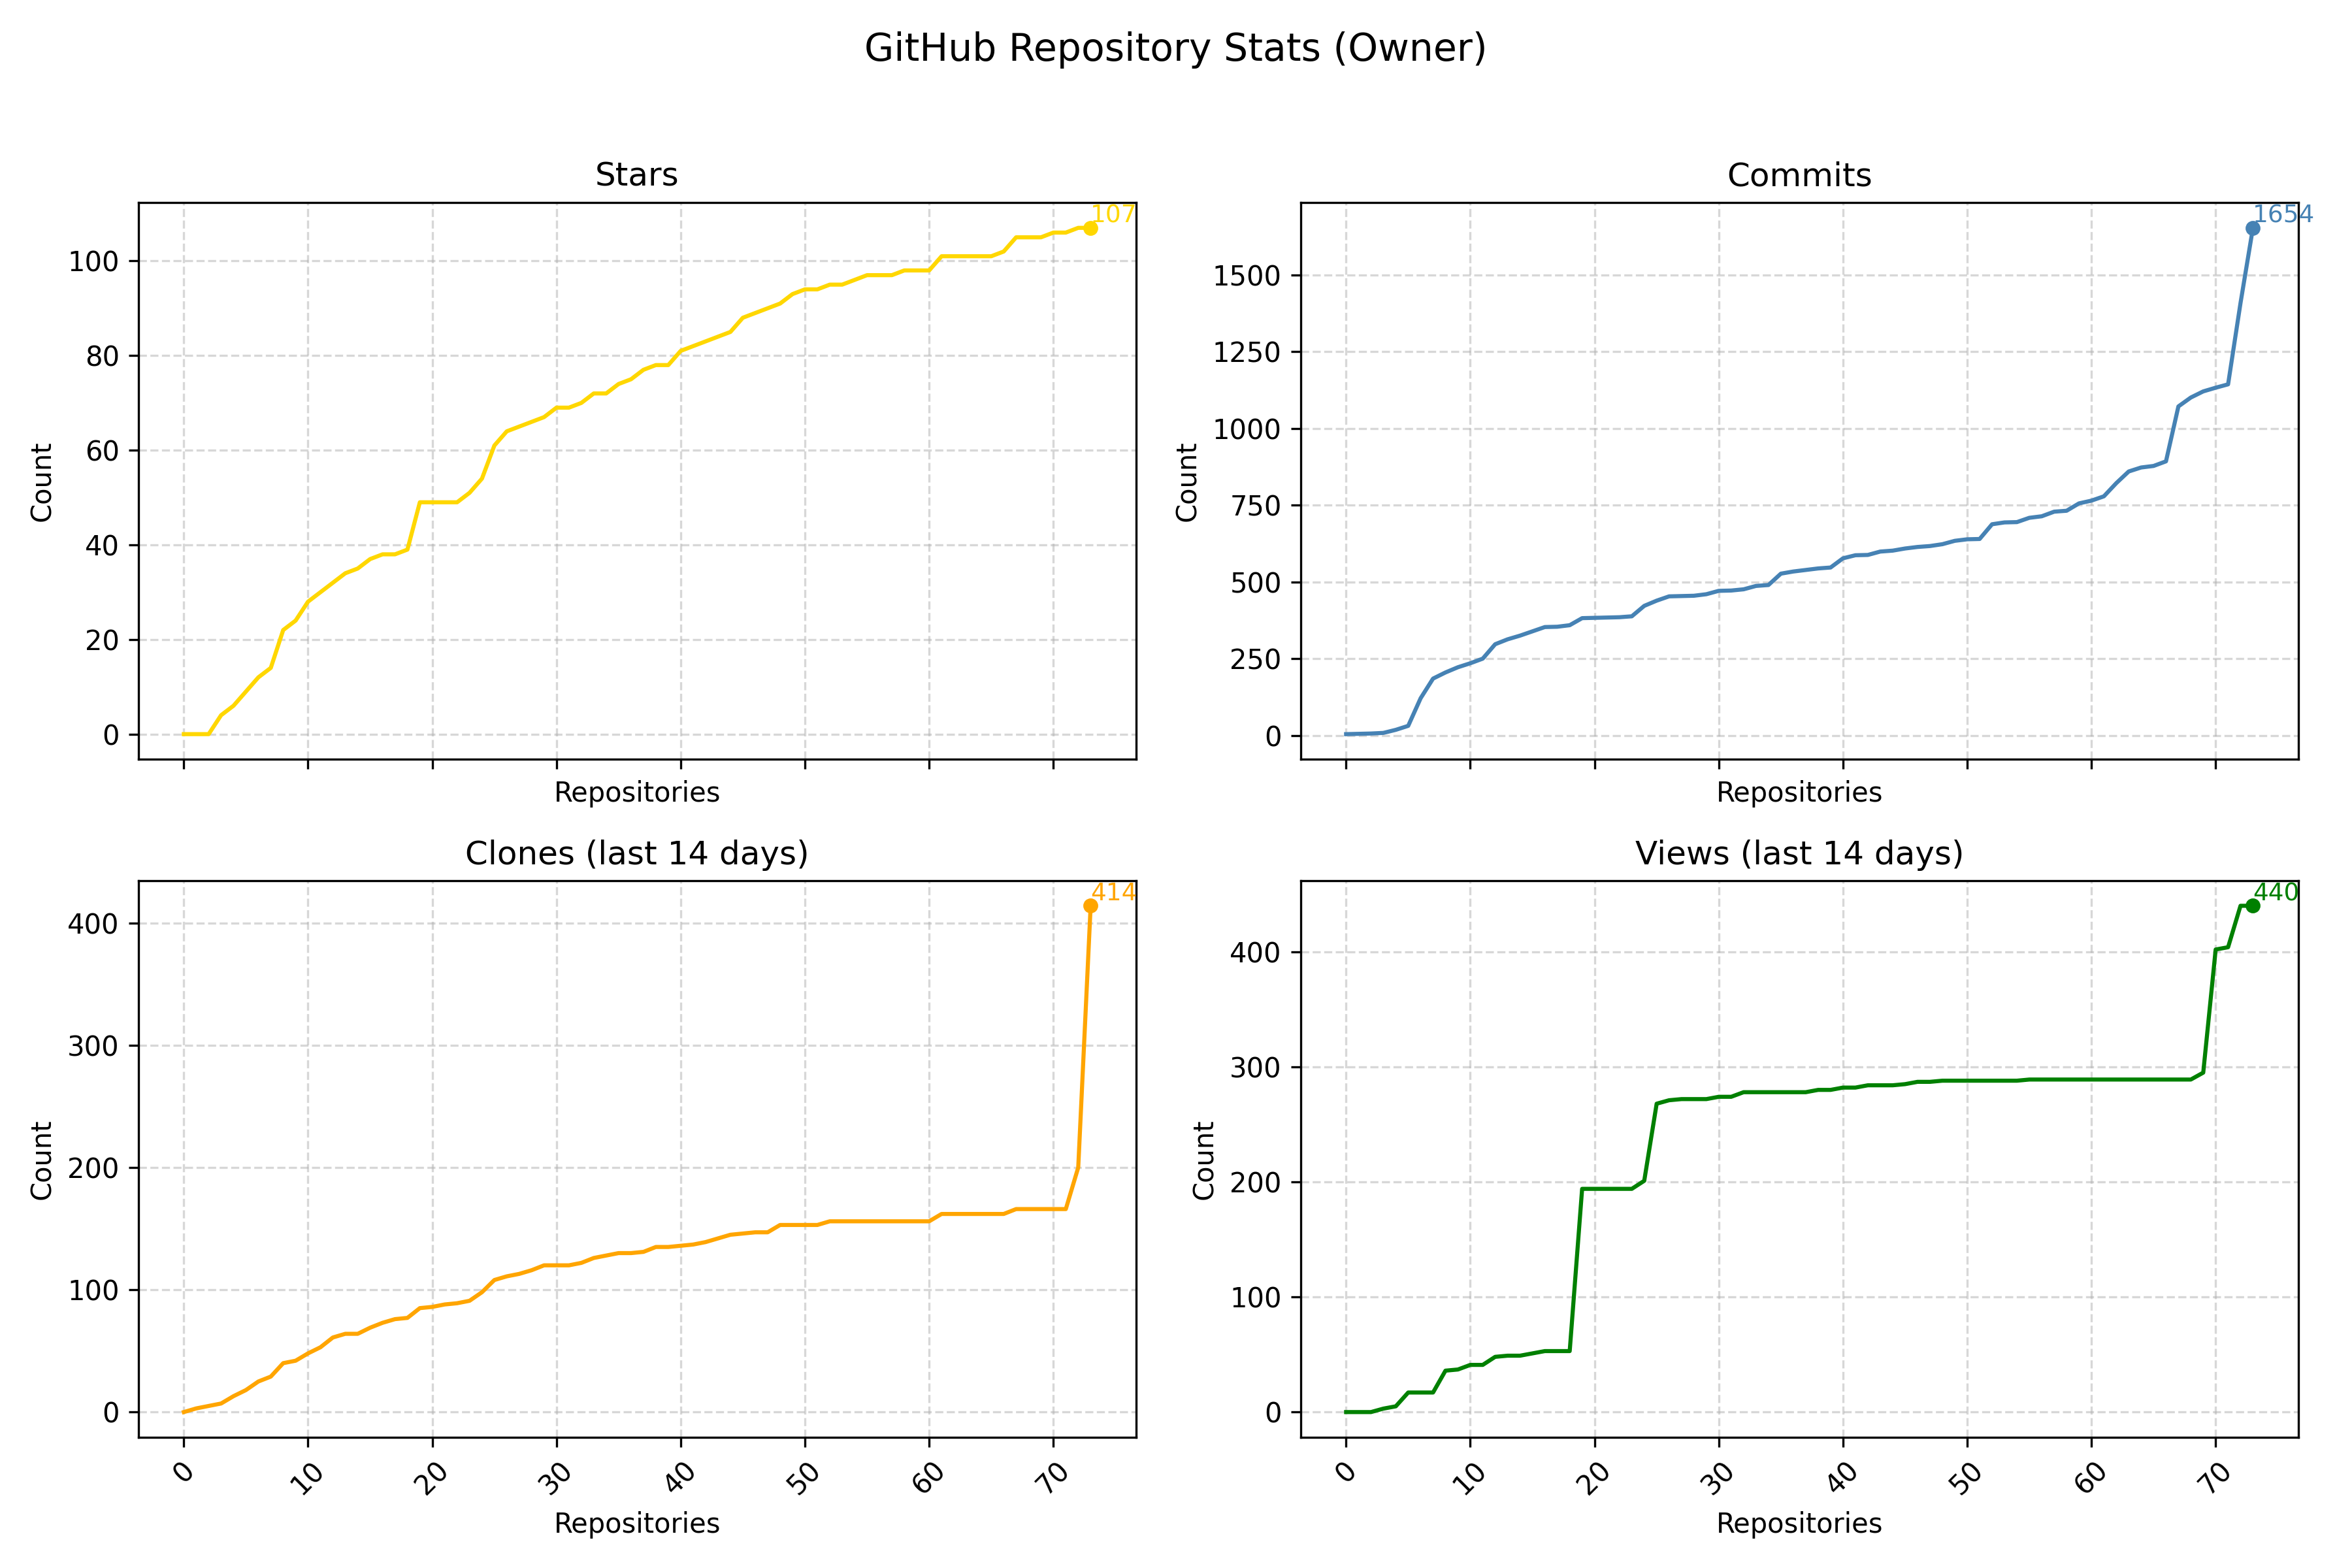 GitHub Repository Stats (Owner)
Stars
107
100
80
60
40
20
0
Count
Repositories
Commits
1654
1500
1250
1000
750
500
250
0
Count
Repositories
Clones (last 14 days)
414
400
300
200
100
0
Count
0 10 20 30 40 50 60 70
Repositories
Views (last 14 days)
440
400
300
200
100
0
Count
0 10 20 30 40 50 60 70
Repositories